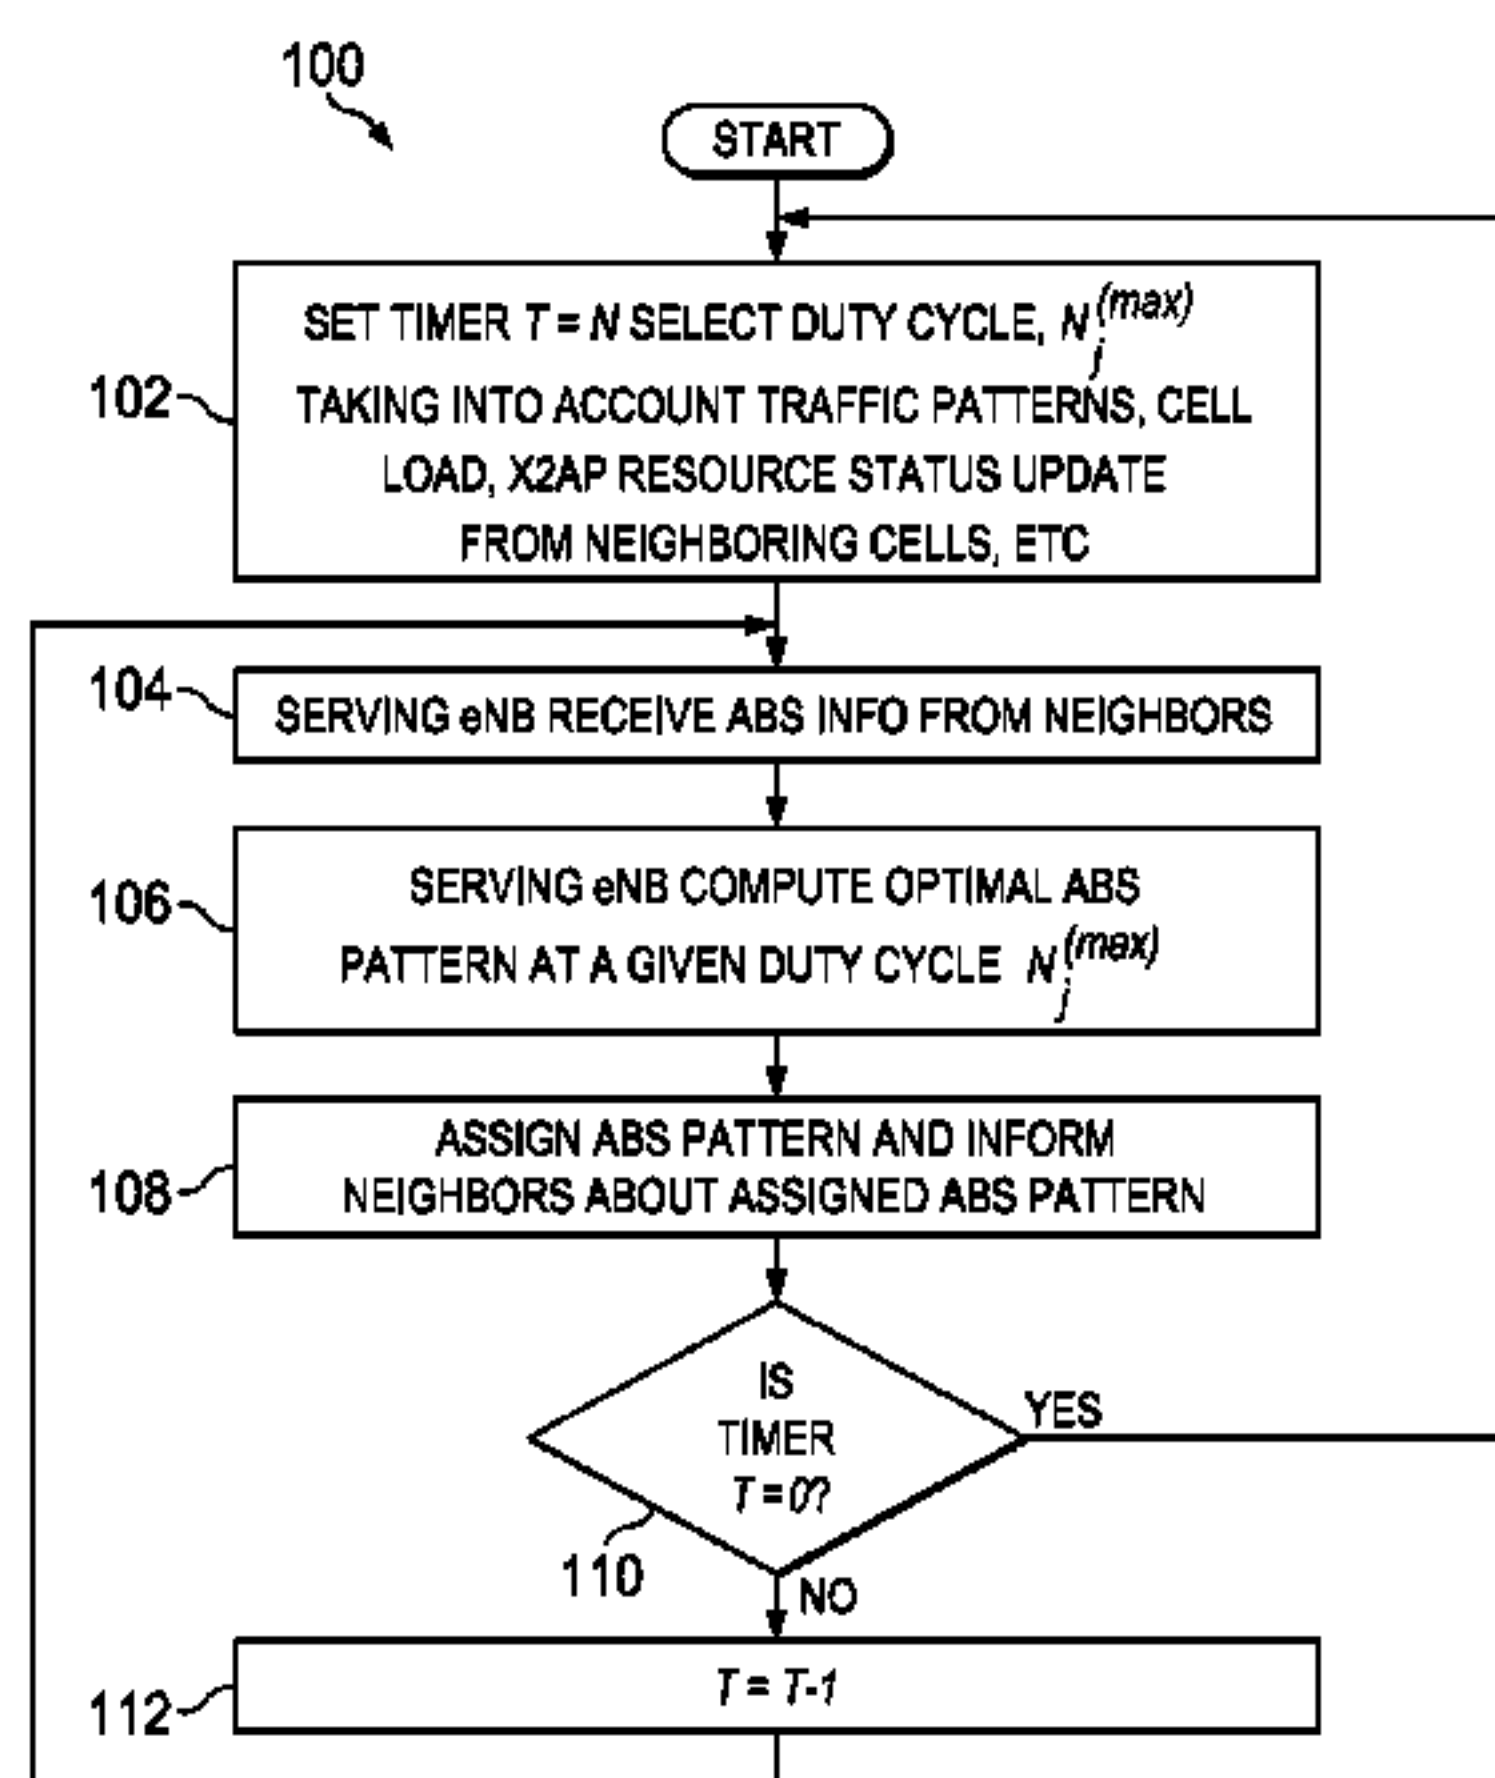 100
START
SET TIMER T = N SELECT DUTY CYCLE, N_j^(max)
102
TAKING INTO ACCOUNT TRAFFIC PATTERNS, CELL
LOAD, X2AP RESOURCE STATUS UPDATE
FROM NEIGHBORING CELLS, ETC
104
SERVING eNB RECEIVE ABS INFO FROM NEIGHBORS
106
SERVING eNB COMPUTE OPTIMAL ABS
PATTERN AT A GIVEN DUTY CYCLE N_j^(max)
108
ASSIGN ABS PATTERN AND INFORM
NEIGHBORS ABOUT ASSIGNED ABS PATTERN
IS
TIMER
T = 0?
YES
110
NO
112
T = T-1